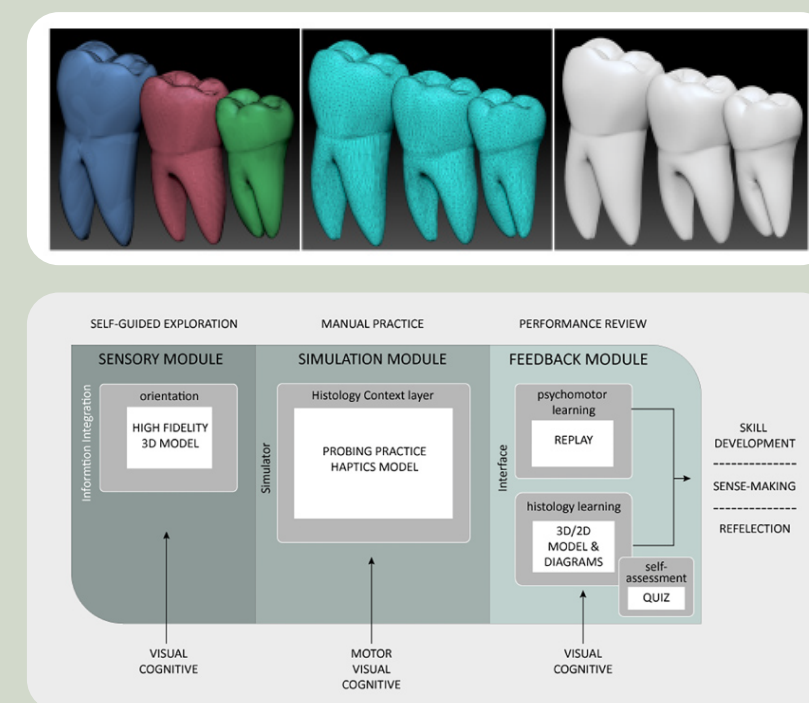 SELF-GUIDED EXPLORATION
MANUAL PRACTICE
PERFORMANCE REVIEW
SENSORY MODULE
SIMULATION MODULE
FEEDBACK MODULE
Informtion Integration
orientation
HIGH FIDELITY
3D MODEL
Simulator
Histology Context layer
PROBING PRACTICE
HAPTICS MODEL
Interface
psychomotor
learning
REPLAY
histology learning
3D/2D
MODEL &
DIAGRAMS
self-
assessment
QUIZ
SKILL
DEVELOPMENT
SENSE-MAKING
REFELECTION
VISUAL
COGNITIVE
MOTOR
VISUAL
COGNITIVE
VISUAL
COGNITIVE